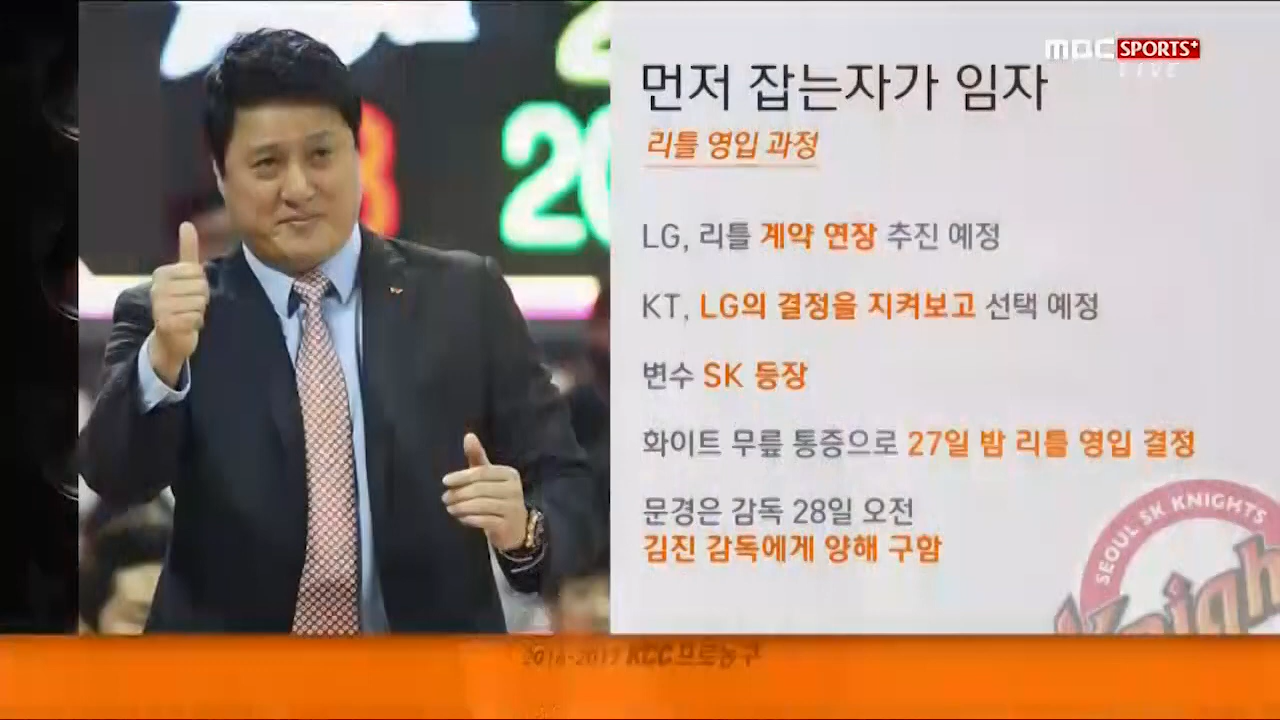 MBC SPORTS+
LIVE
먼저 잡는자가 임자
리틀 영입 과정
LG, 리틀 계약 연장 추진 예정
KT, LG의 결정을 지켜보고 선택 예정
변수 SK 등장
화이트 무릎 통증으로 27일 밤 리틀 영입 결정
문경은 감독 28일 오전
김진 감독에게 양해 구함
SEOUL SK KNIGHTS
2016-2017 KCC 프로농구